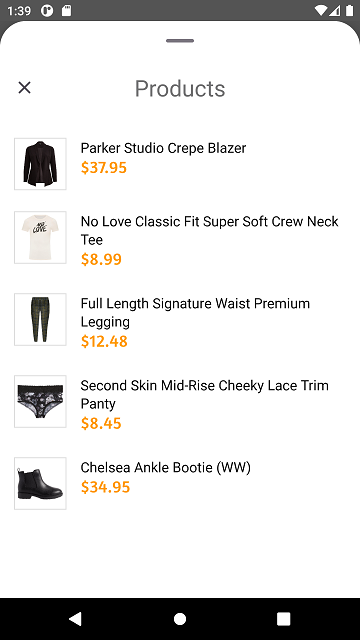 1:39
Products
Parker Studio Crepe Blazer
$37.95
No Love Classic Fit Super Soft Crew Neck
Tee
$8.99
NO
LOVE
Full Length Signature Waist Premium
Legging
$12.48
Second Skin Mid-Rise Cheeky Lace Trim
Panty
$8.45
Chelsea Ankle Bootie (WW)
$34.95